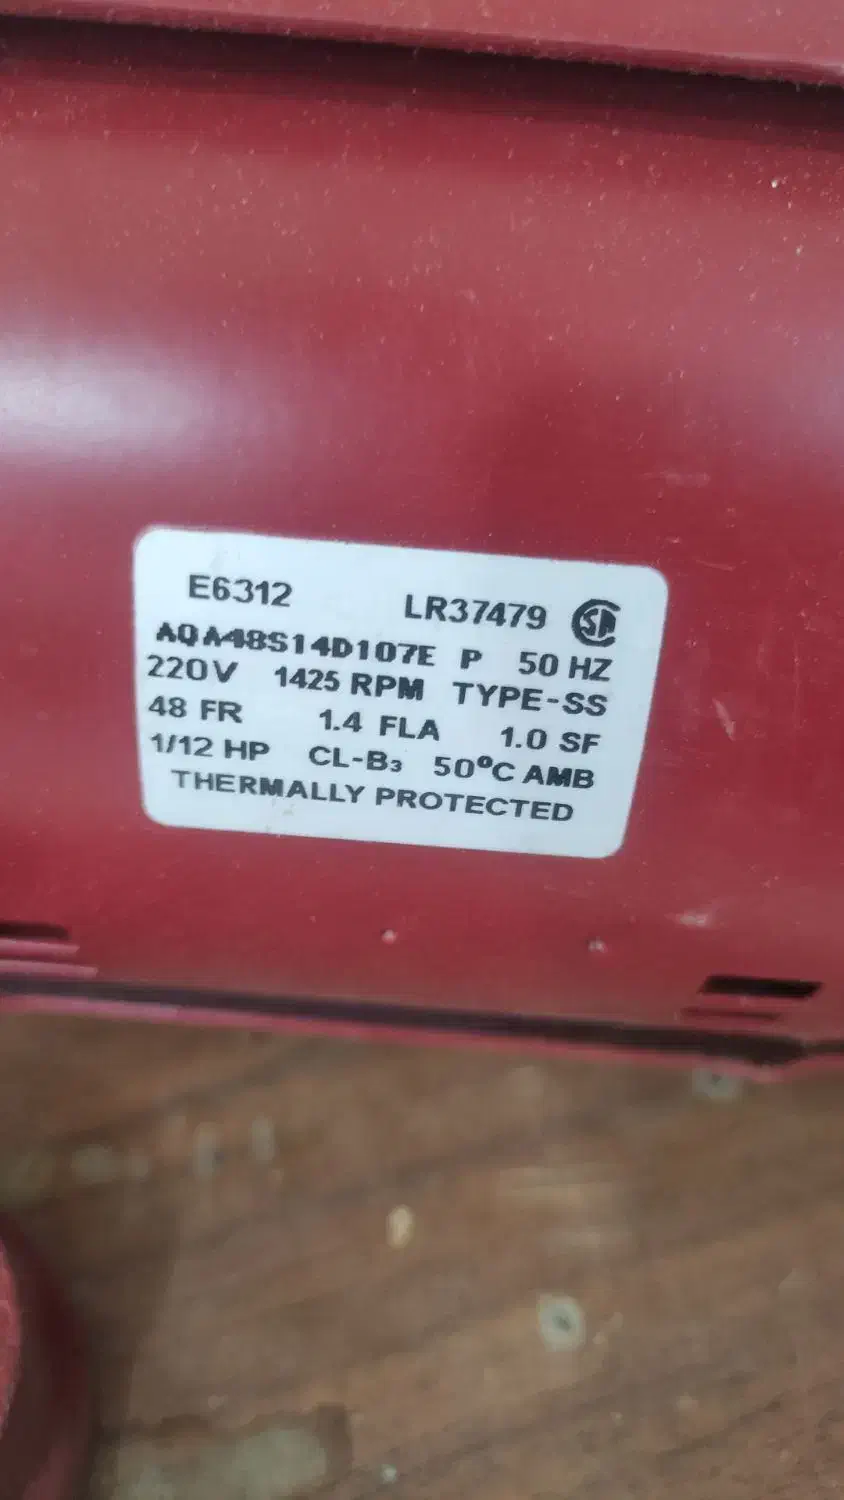 E6312 LR37479 SA
AQA48S14D107E P 50 HZ
220V 1425 RPM TYPE-SS
48 FR 1.4 FLA 1.0 SF
1/12 HP CL-B₃ 50°C AMB
THERMALLY PROTECTED